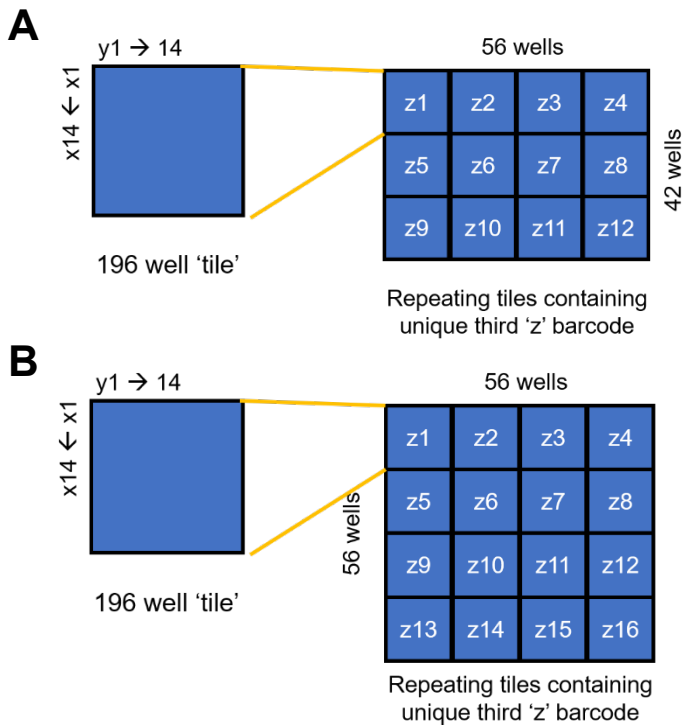 A
y1 → 14
x14 ← x1
196 well ‘tile’
56 wells
z1 z2 z3 z4
z5 z6 z7 z8
z9 z10 z11 z12
42 wells
Repeating tiles containing
unique third ‘z’ barcode
B
y1 → 14
x14 ← x1
196 well ‘tile’
56 wells
56 wells
z1 z2 z3 z4
z5 z6 z7 z8
z9 z10 z11 z12
z13 z14 z15 z16
Repeating tiles containing
unique third ‘z’ barcode